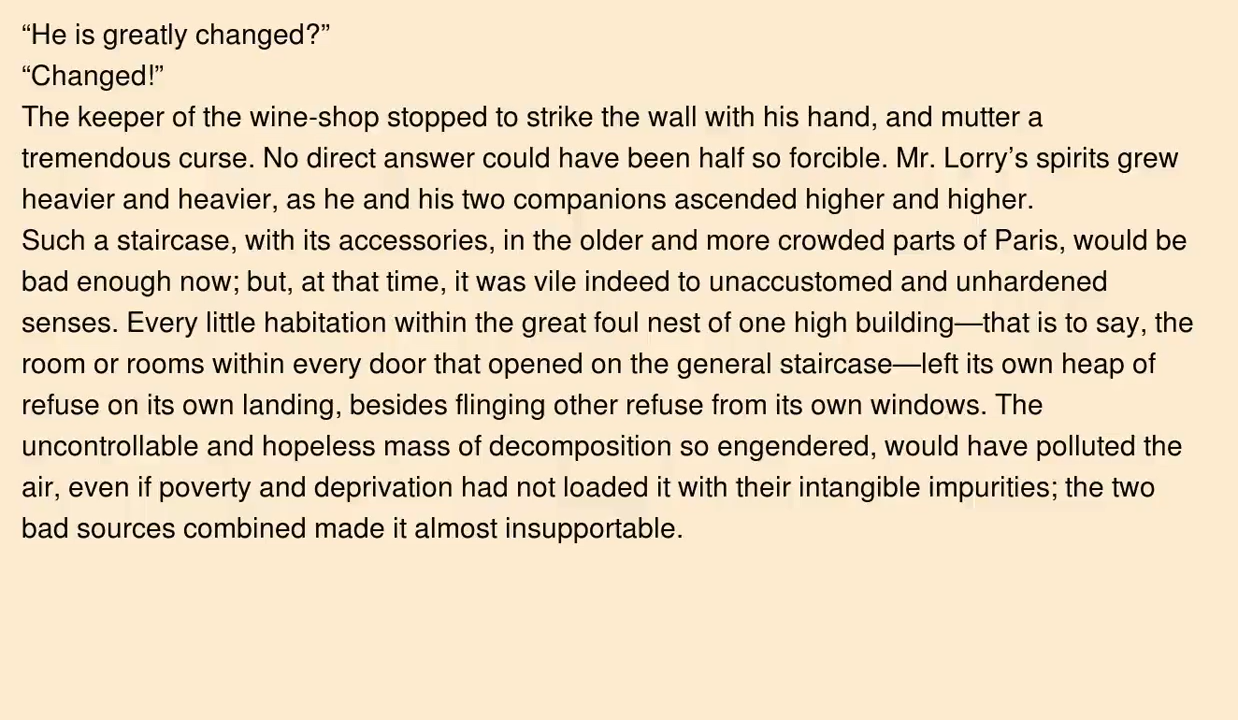 “He is greatly changed?”
“Changed!”
The keeper of the wine-shop stopped to strike the wall with his hand, and mutter a
tremendous curse. No direct answer could have been half so forcible. Mr. Lorry’s spirits grew
heavier and heavier, as he and his two companions ascended higher and higher.
Such a staircase, with its accessories, in the older and more crowded parts of Paris, would be
bad enough now; but, at that time, it was vile indeed to unaccustomed and unhardened
senses. Every little habitation within the great foul nest of one high building—that is to say, the
room or rooms within every door that opened on the general staircase—left its own heap of
refuse on its own landing, besides flinging other refuse from its own windows. The
uncontrollable and hopeless mass of decomposition so engendered, would have polluted the
air, even if poverty and deprivation had not loaded it with their intangible impurities; the two
bad sources combined made it almost insupportable.